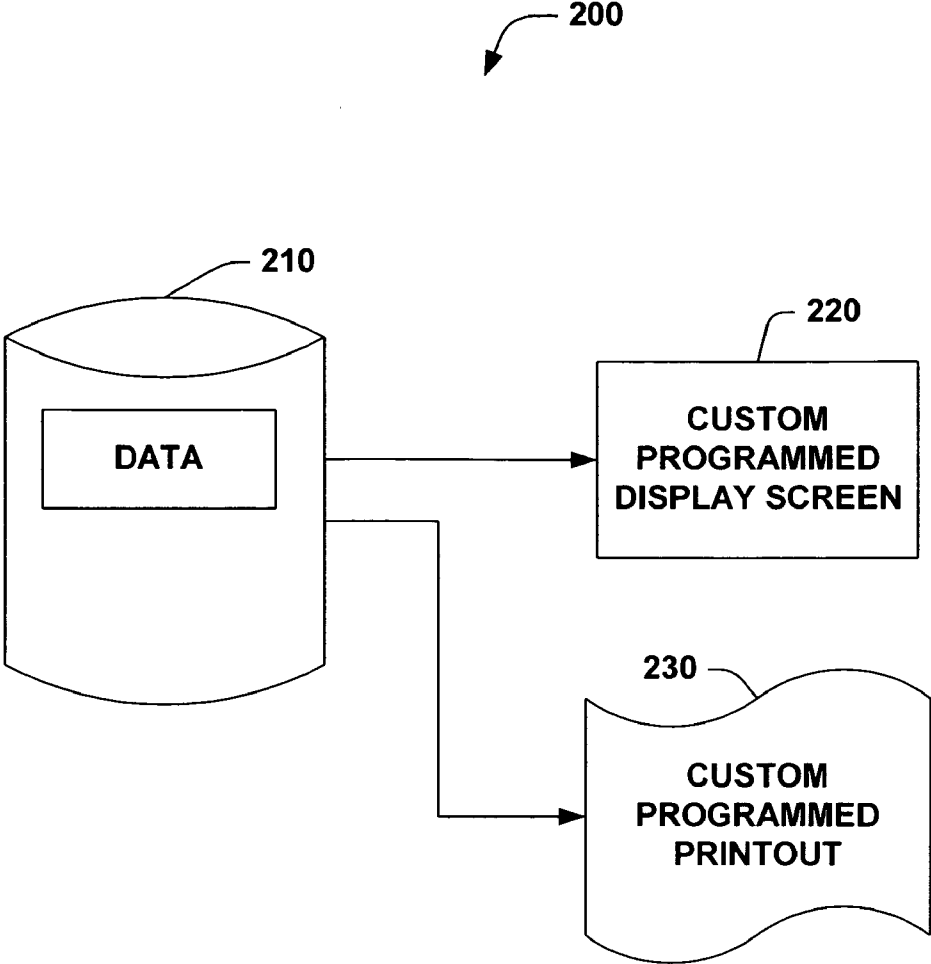 200
210
220
DATA
CUSTOM
PROGRAMMED
DISPLAY SCREEN
230
CUSTOM
PROGRAMMED
PRINTOUT